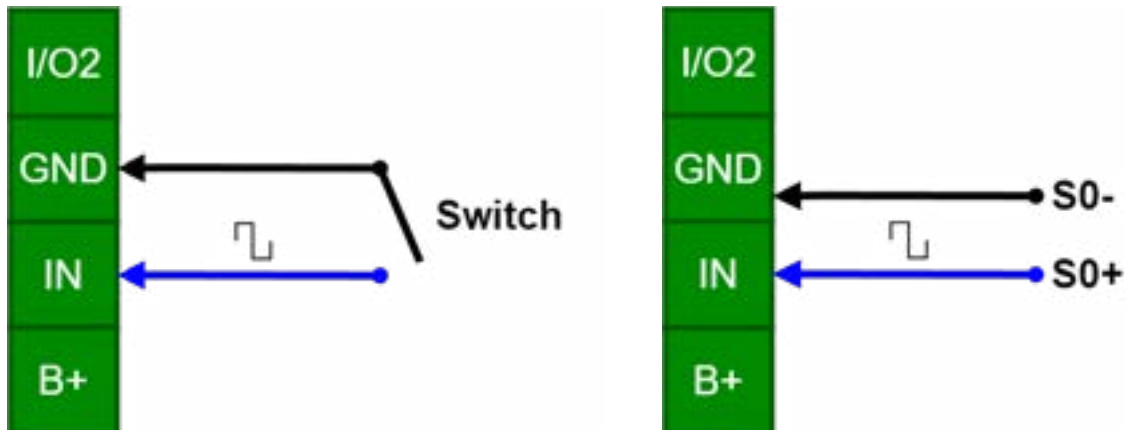 I/O2
GND
IN
B+
Switch
I/O2
GND
IN
B+
S0-
S0+